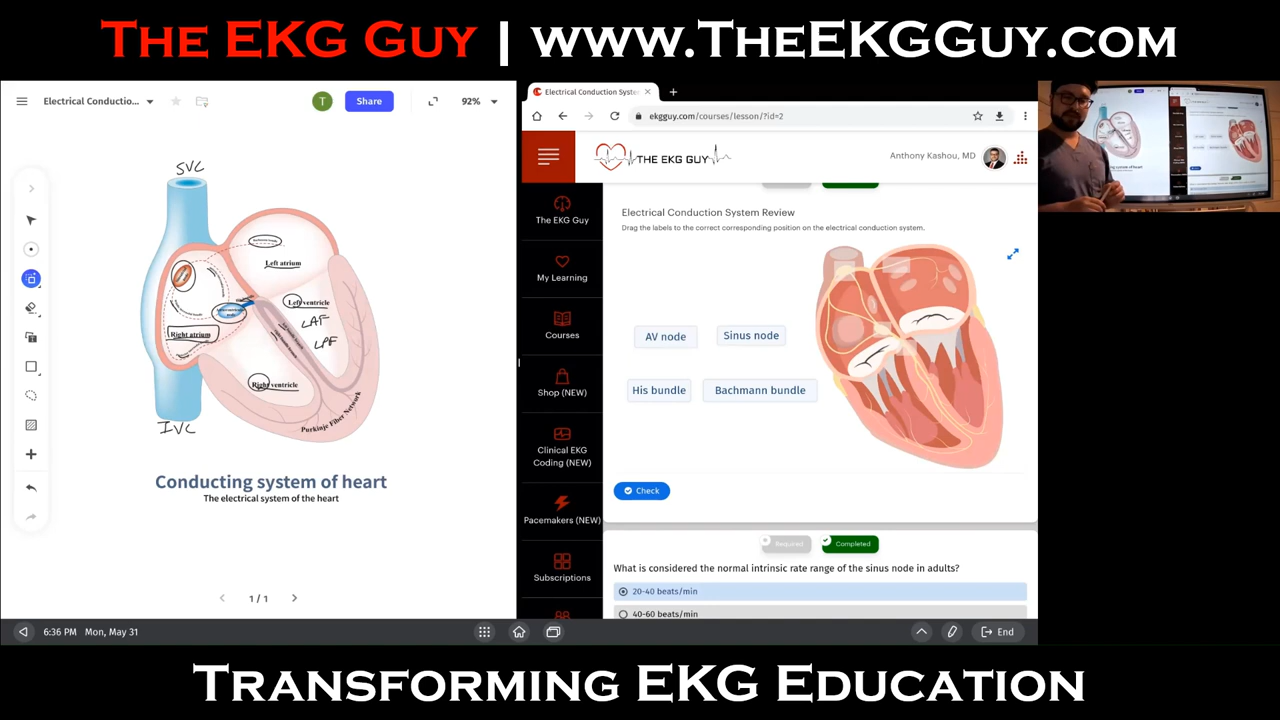 THE EKG GUY | WWW.THEEKGGUY.COM
Electrical Conductio...
T
Share
92%
SVC
Left atrium
Left ventricle
LAF
LPF
Right atrium
Right ventricle
Purkinje Fiber Network
IVC
Conducting system of heart
The electrical system of the heart
1 / 1
Electrical Conduction Syste
ekgguy.com/courses/lesson/?id=2
THE EKG GUY
Anthony Kashou, MD
The EKG Guy
My Learning
Courses
Shop (NEW)
Clinical EKG
Coding (NEW)
Pacemakers (NEW)
Subscriptions
Electrical Conduction System Review
Drag the labels to the correct corresponding position on the electrical conduction system.
AV node
Sinus node
His bundle
Bachmann bundle
Check
Required
Completed
What is considered the normal intrinsic rate range of the sinus node in adults?
20-40 beats/min
40-60 beats/min
6:36 PM Mon, May 31
End
TRANSFORMING EKG EDUCATION